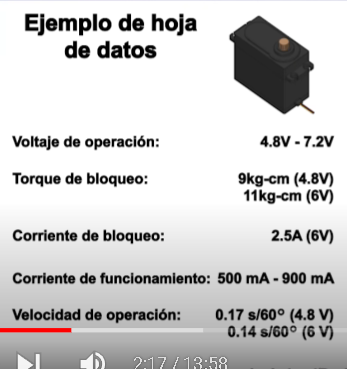 Ejemplo de hoja
de datos
Voltaje de operación: 4.8V - 7.2V
Torque de bloqueo: 9kg-cm (4.8V)
11kg-cm (6V)
Corriente de bloqueo: 2.5A (6V)
Corriente de funcionamiento: 500 mA - 900 mA
Velocidad de operación: 0.17 s/60º (4.8 V)
0.14 s/60º (6 V)
2:17 / 13:58